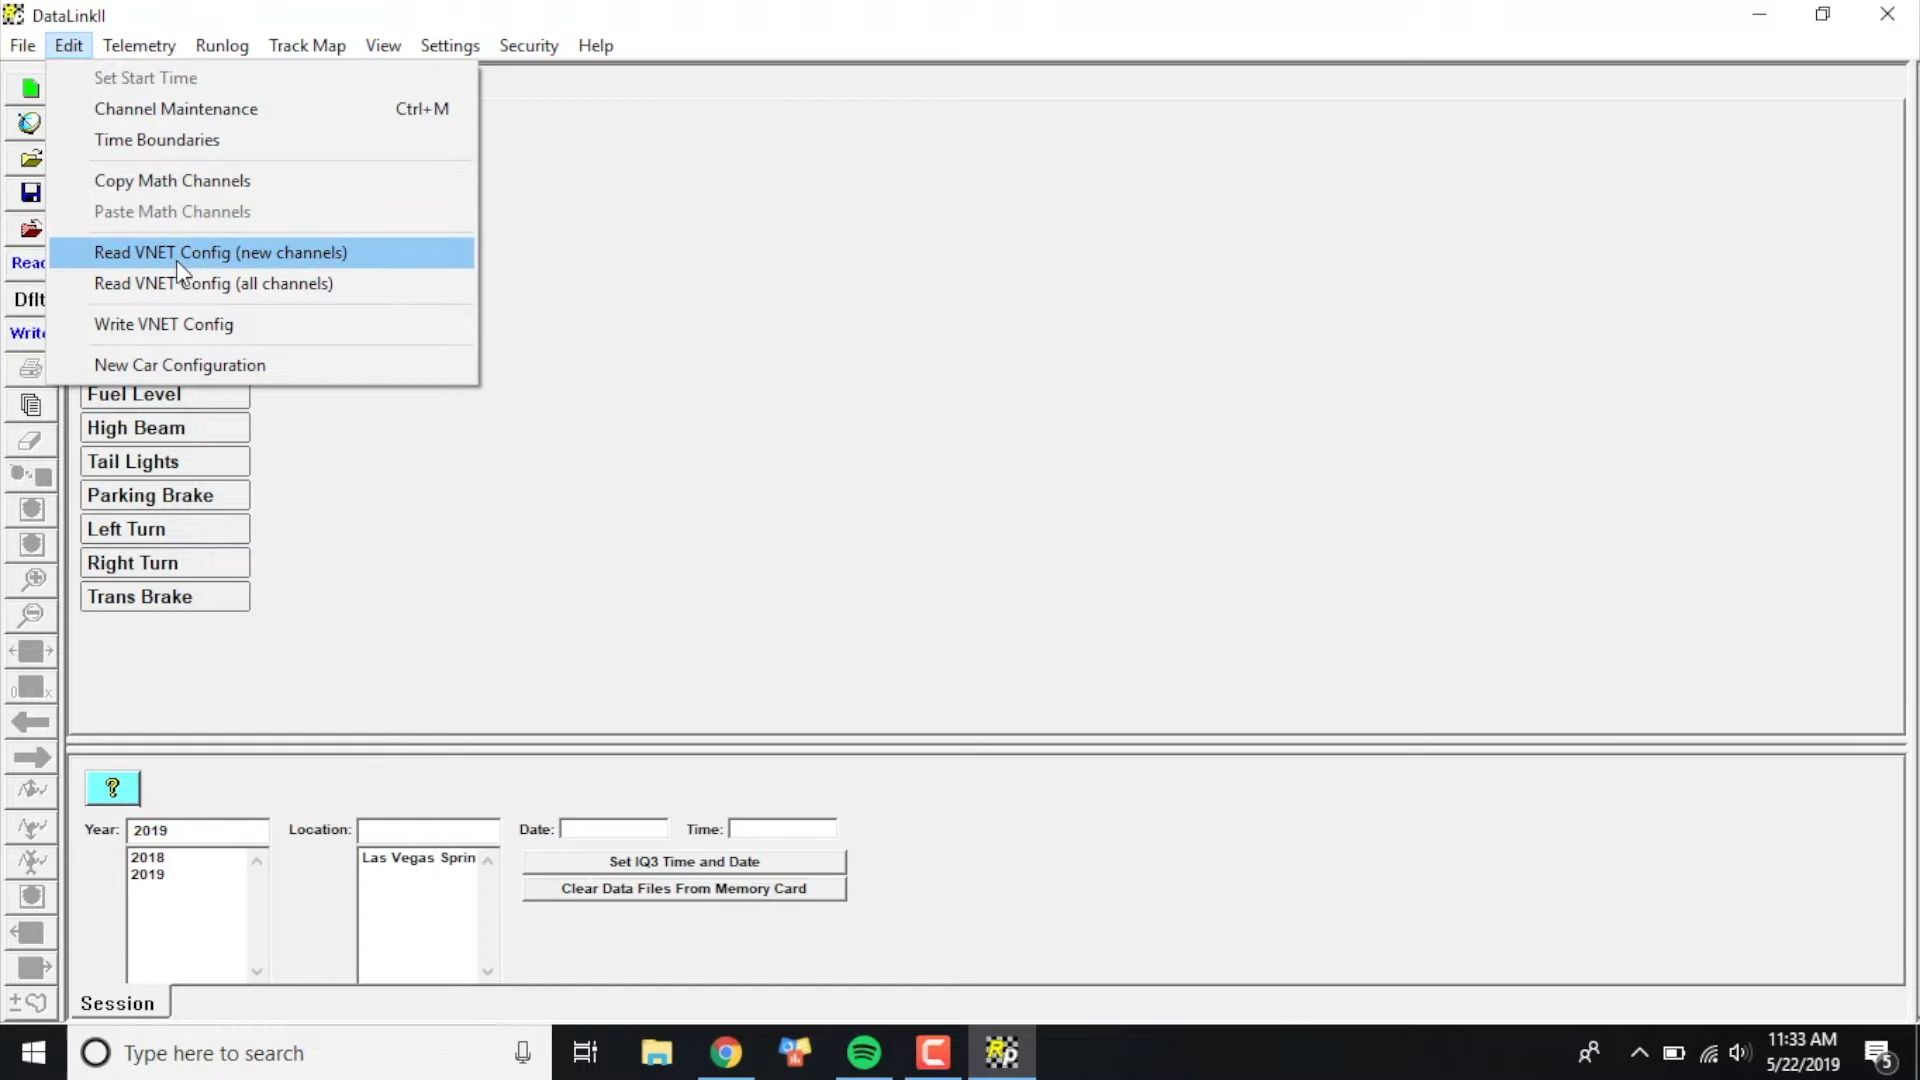 DataLinkII
File Edit Telemetry Runlog Track Map View Settings Security Help
Set Start Time
Channel Maintenance Ctrl+M
Time Boundaries
Copy Math Channels
Paste Math Channels
Read VNET Config (new channels)
Read VNET Config (all channels)
Write VNET Config
New Car Configuration
Read
Dflt
Write
Fuel Level
High Beam
Tail Lights
Parking Brake
Left Turn
Right Turn
Trans Brake
?
Year: 2019 Location: Date: Time:
2018
2019
Las Vegas Sprin
Set IQ3 Time and Date
Clear Data Files From Memory Card
Session
Type here to search
11:33 AM
5/22/2019
5